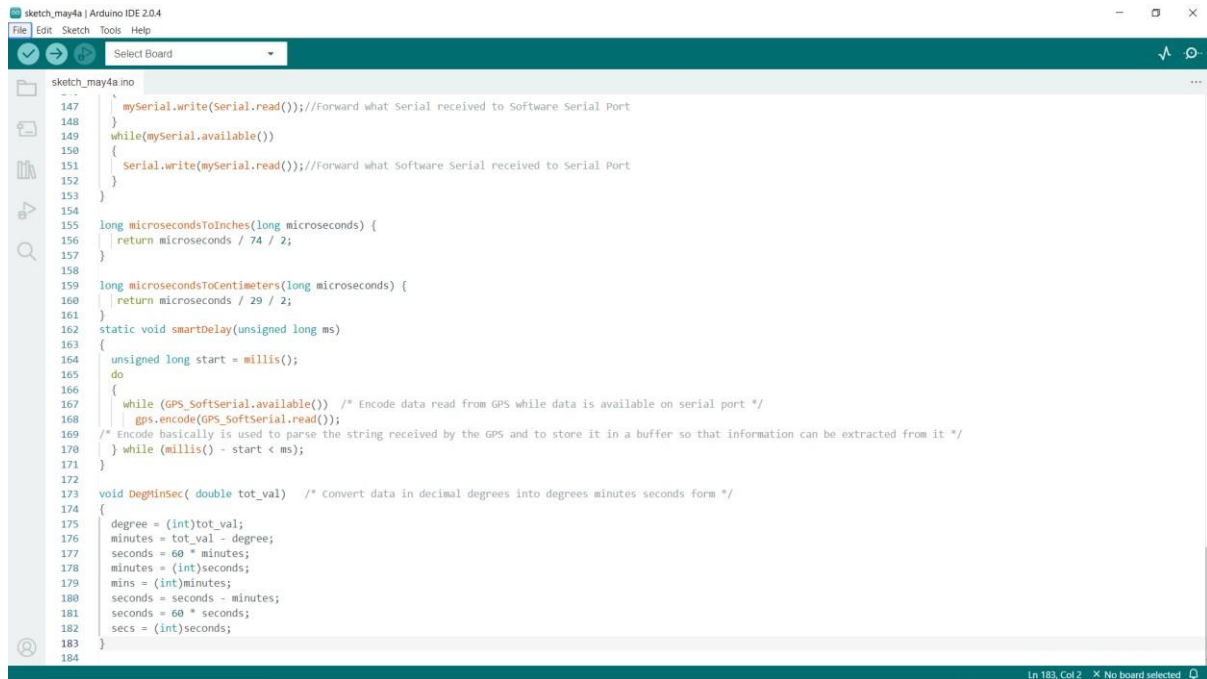 sketch_may4a | Arduino IDE 2.0.4
File Edit Sketch Tools Help
Select Board
sketch_may4a.ino
147 mySerial.write(Serial.read());//Forward what Serial received to Software Serial Port
148 }
149 while(mySerial.available())
150 {
151 Serial.write(mySerial.read());//Forward what Software Serial received to Serial Port
152 }
153 }
154
155 long microsecondsToInches(long microseconds) {
156 return microseconds / 74 / 2;
157 }
158
159 long microsecondsToCentimeters(long microseconds) {
160 return microseconds / 29 / 2;
161 }
162 static void smartDelay(unsigned long ms)
163 {
164 unsigned long start = millis();
165 do
166 {
167 while (GPS_SoftSerial.available()) /* Encode data read from GPS while data is available on serial port */
168 gps.encode(GPS_SoftSerial.read());
169 /* Encode basically is used to parse the string received by the GPS and to store it in a buffer so that information can be extracted from it */
170 } while (millis() - start < ms);
171 }
172
173 void DegMinSec( double tot_val) /* Convert data in decimal degrees into degrees minutes seconds form */
174 {
175 degree = (int)tot_val;
176 minutes = tot_val - degree;
177 seconds = 60 * minutes;
178 minutes = (int)seconds;
179 mins = (int)minutes;
180 seconds = seconds - minutes;
181 seconds = 60 * seconds;
182 secs = (int)seconds;
183 }
184
Ln 183, Col 2 × No board selected